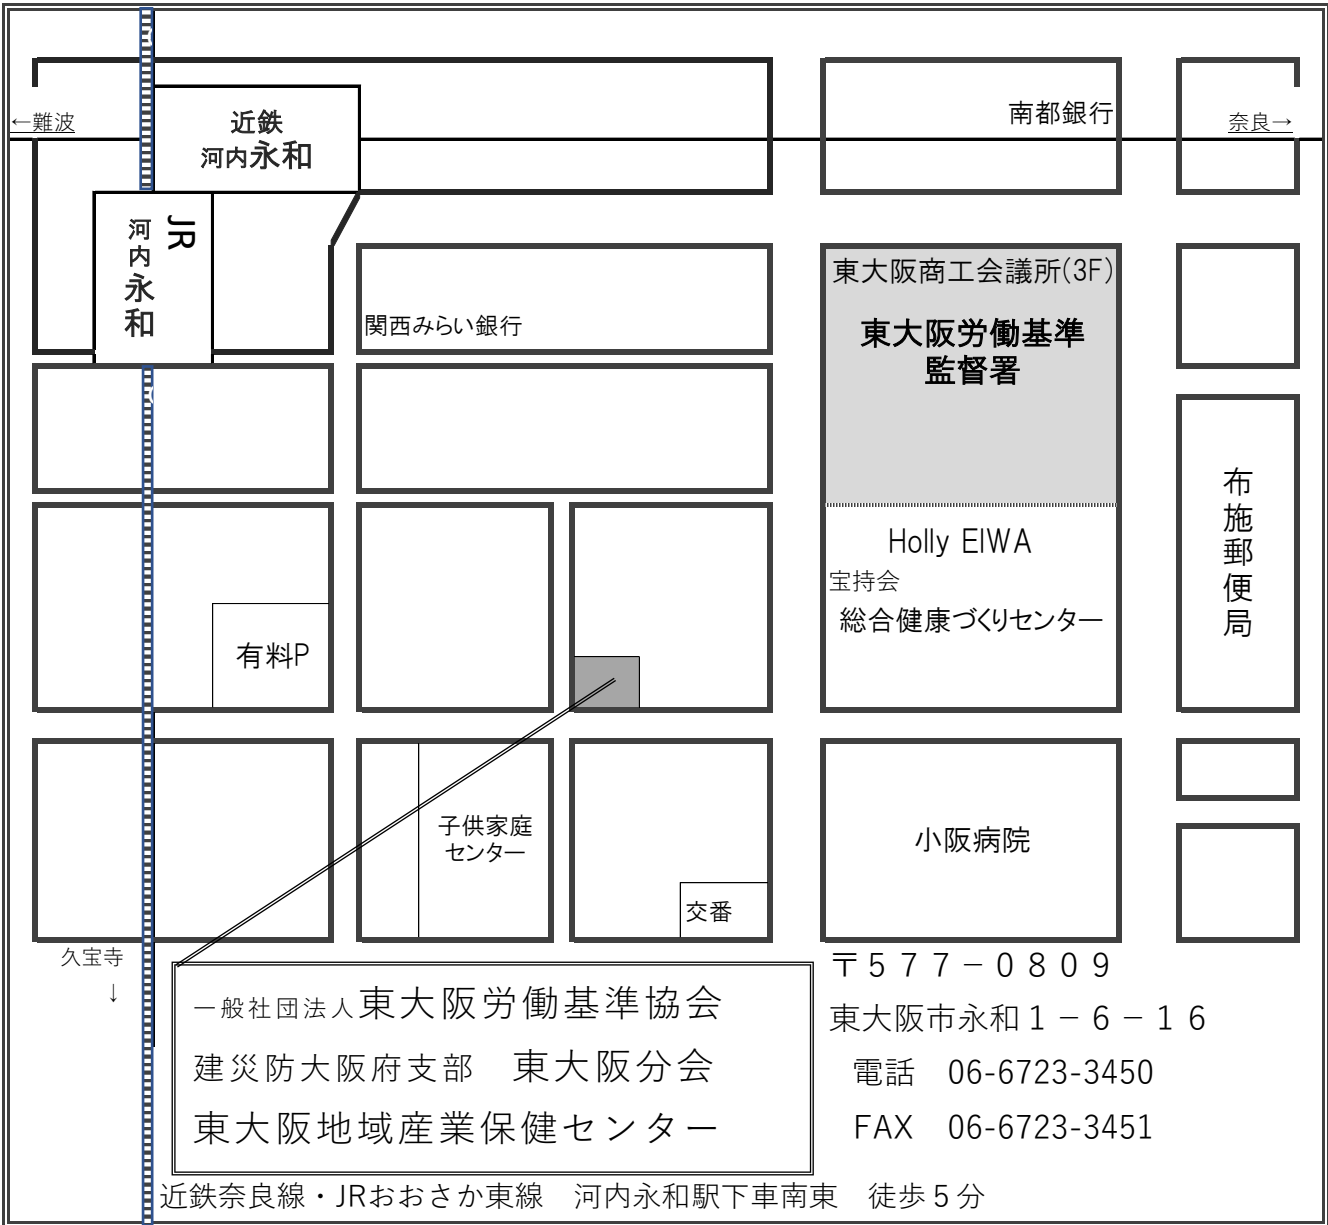 南都銀行
←難波
奈良→
近鉄
河内永和
JR
河内永和
東大阪商工会議所(3F)
関西みらい銀行
東大阪労働基準
監督署
布施郵便局
Holly EIWA
宝持会
総合健康づくりセンター
有料P
子供家庭
センター
小阪病院
交番
久宝寺
↓
一般社団法人東大阪労働基準協会
建災防大阪府支部　東大阪分会
東大阪地域産業保健センター
〒577－0809
東大阪市永和1－6－16
電話　06-6723-3450
FAX　06-6723-3451
近鉄奈良線・JRおおさか東線　河内永和駅下車南東　徒歩5分